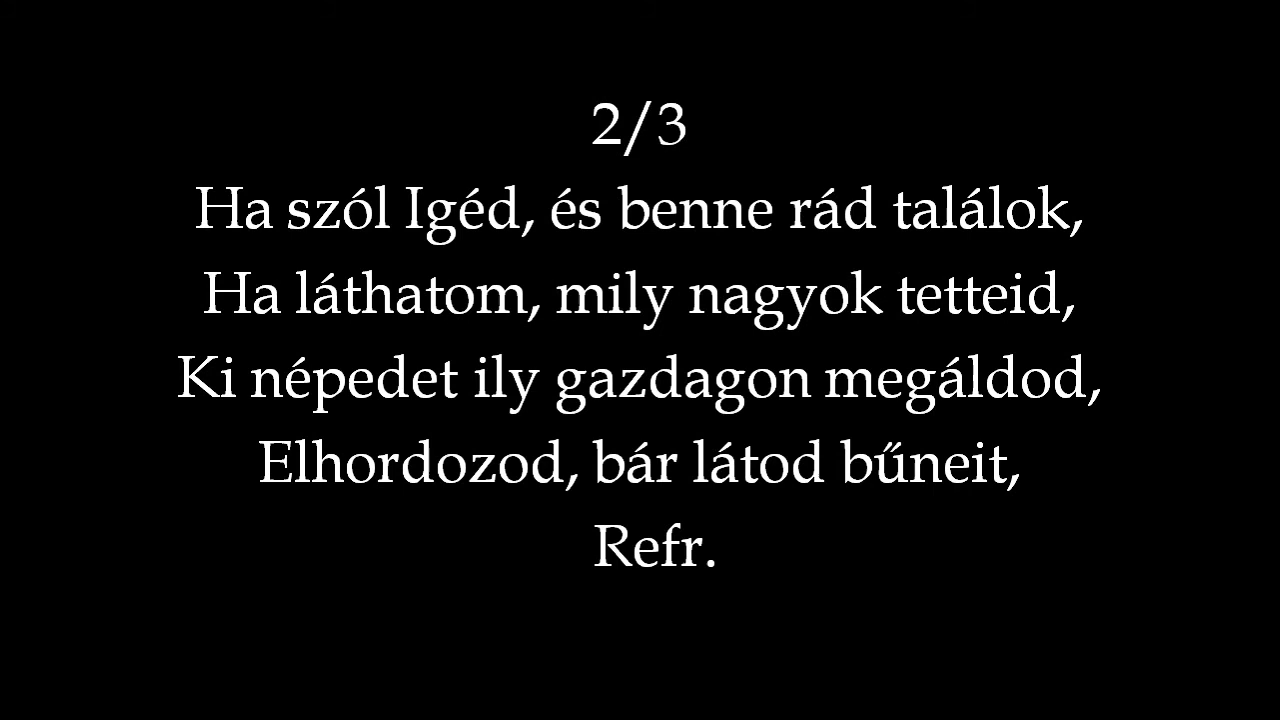 2/3
Ha szól Igéd, és benne rád találok,
Ha láthatom, mily nagyok tetteid,
Ki népedet ily gazdagon megáldod,
Elhordozod, bár látod bűneit,
Refr.